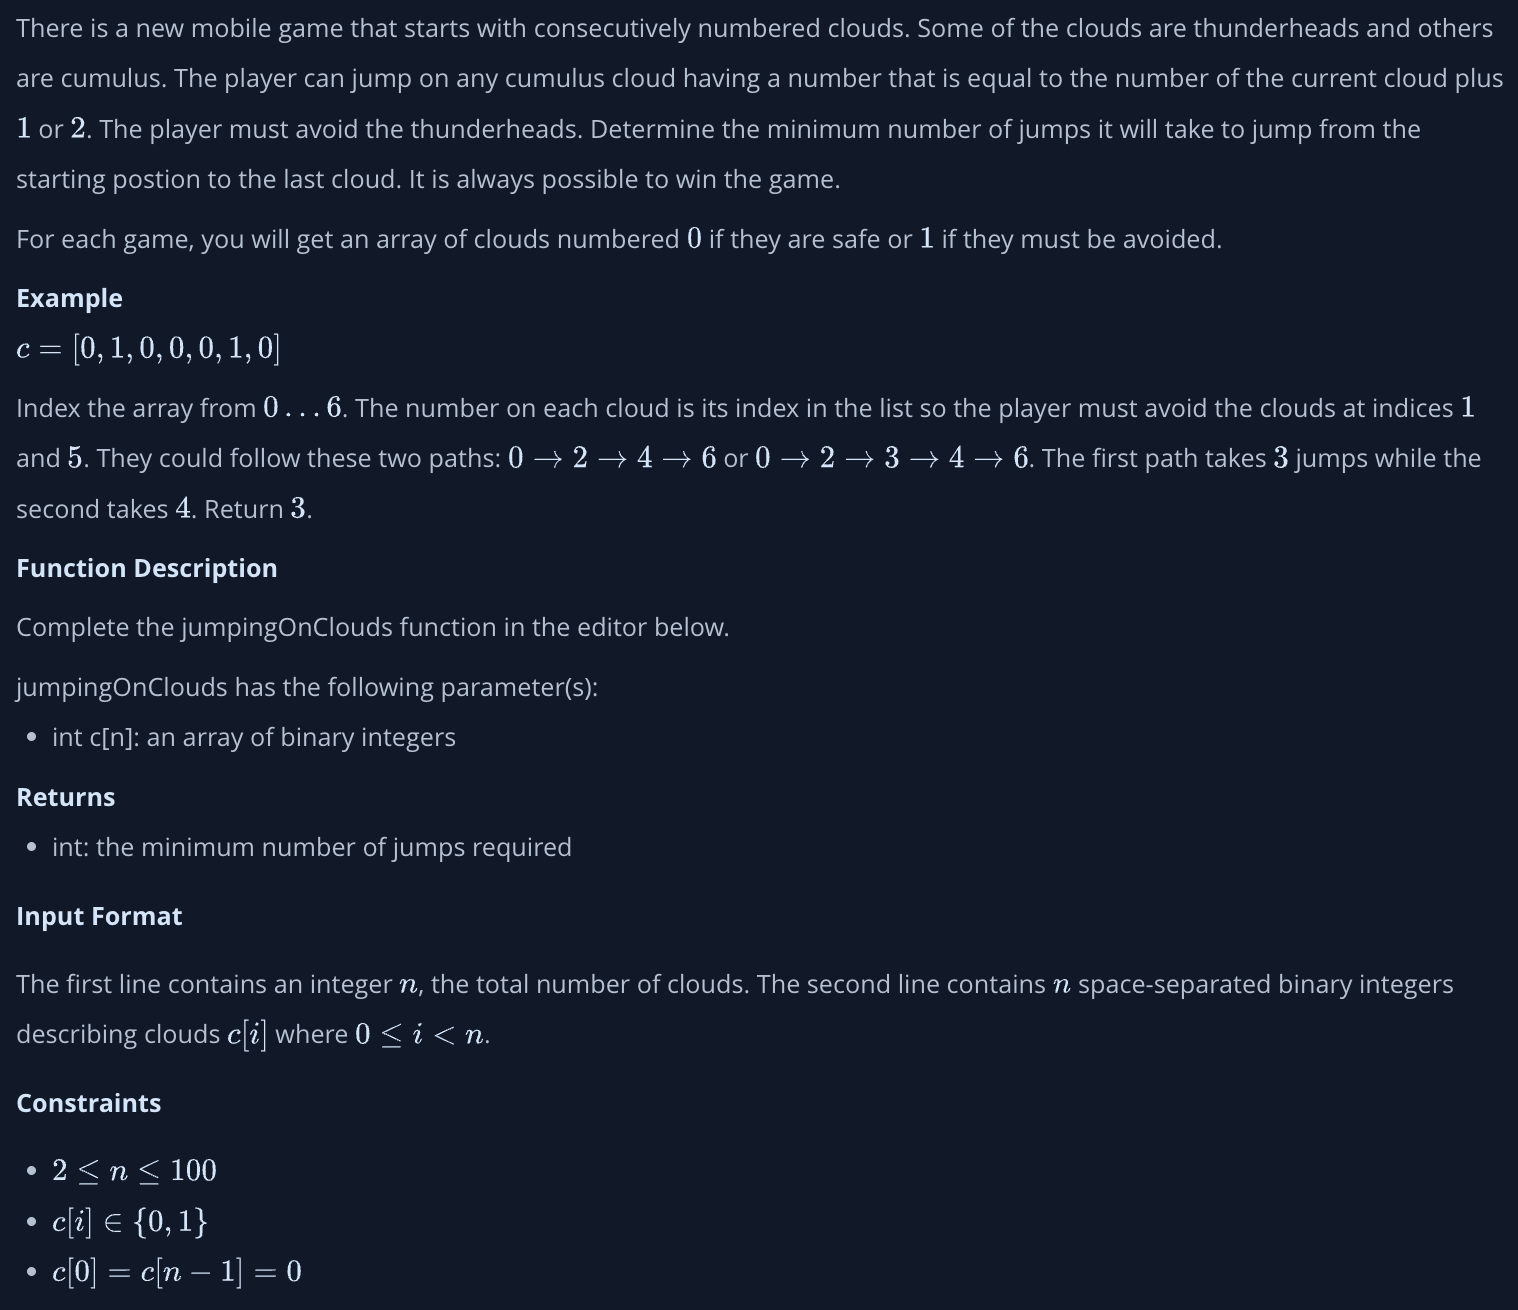 There is a new mobile game that starts with consecutively numbered clouds. Some of the clouds are thunderheads and others
are cumulus. The player can jump on any cumulus cloud having a number that is equal to the number of the current cloud plus
1 or 2. The player must avoid the thunderheads. Determine the minimum number of jumps it will take to jump from the
starting postion to the last cloud. It is always possible to win the game.
For each game, you will get an array of clouds numbered 0 if they are safe or 1 if they must be avoided.
Example
c = [0, 1, 0, 0, 0, 1, 0]
Index the array from 0 . . . 6. The number on each cloud is its index in the list so the player must avoid the clouds at indices 1
and 5. They could follow these two paths: 0 → 2 → 4 → 6 or 0 → 2 → 3 → 4 → 6. The first path takes 3 jumps while the
second takes 4. Return 3.
Function Description
Complete the jumpingOnClouds function in the editor below.
jumpingOnClouds has the following parameter(s):
• int c[n]: an array of binary integers
Returns
• int: the minimum number of jumps required
Input Format
The first line contains an integer n, the total number of clouds. The second line contains n space-separated binary integers
describing clouds c[i] where 0 ≤ i < n.
Constraints
• 2 ≤ n ≤ 100
• c[i] ∈ {0, 1}
• c[0] = c[n − 1] = 0